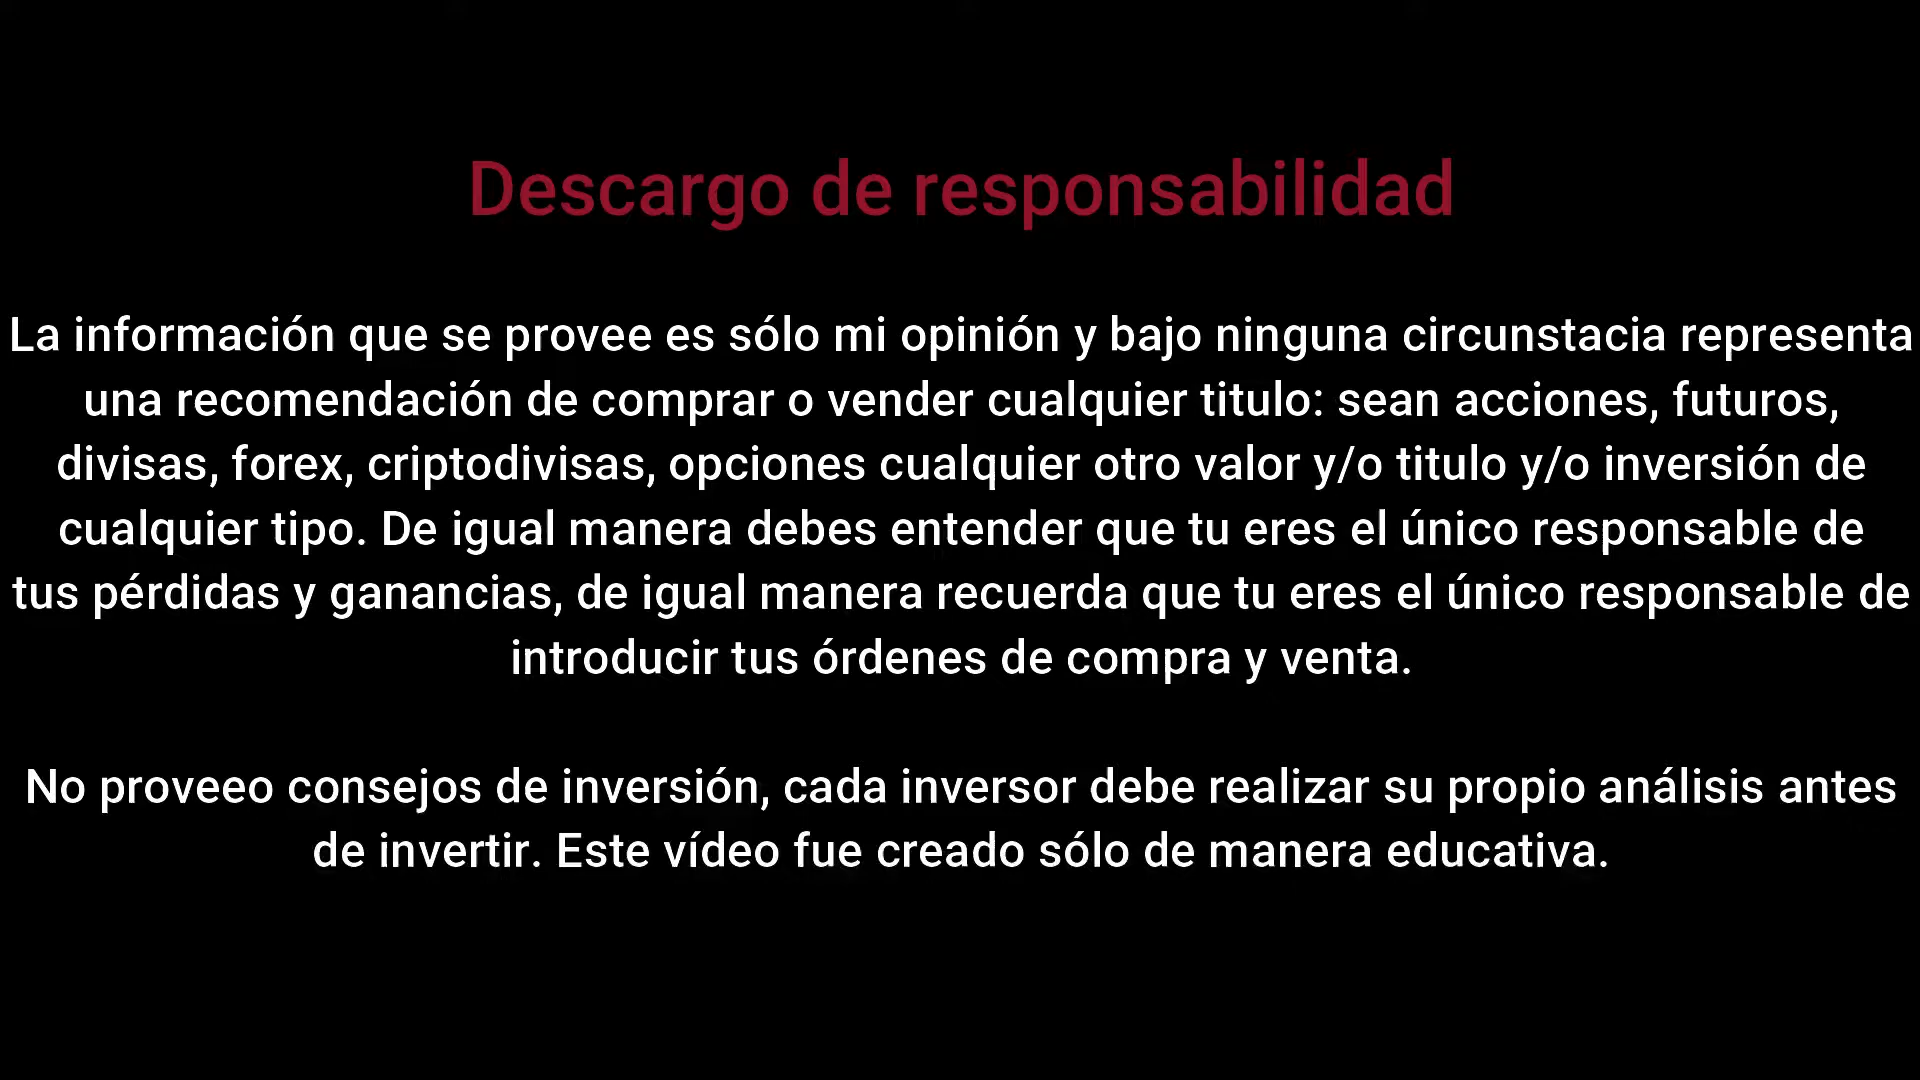 Descargo de responsabilidad
La información que se provee es sólo mi opinión y bajo ninguna circunstacia representa
una recomendación de comprar o vender cualquier titulo: sean acciones, futuros,
divisas, forex, criptodivisas, opciones cualquier otro valor y/o titulo y/o inversión de
cualquier tipo. De igual manera debes entender que tu eres el único responsable de
tus pérdidas y ganancias, de igual manera recuerda que tu eres el único responsable de
introducir tus órdenes de compra y venta.
No proveeo consejos de inversión, cada inversor debe realizar su propio análisis antes
de invertir. Este vídeo fue creado sólo de manera educativa.